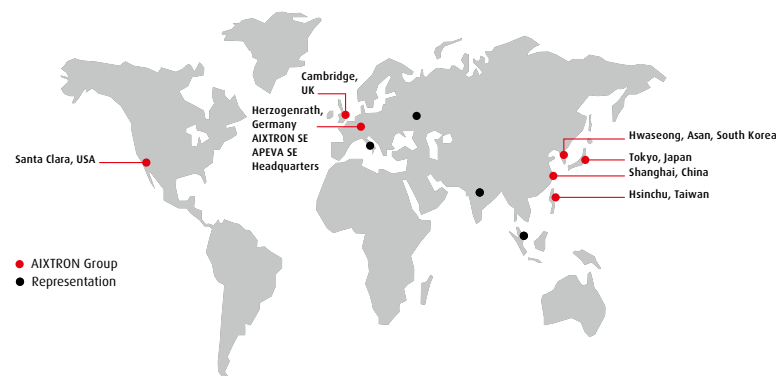 Cambridge,
UK
Herzogenrath,
Germany
AIXTRON SE
APEVA SE
Headquarters
Santa Clara, USA
Hwaseong, Asan, South Korea
Tokyo, Japan
Shanghai, China
Hsinchu, Taiwan
AIXTRON Group
Representation